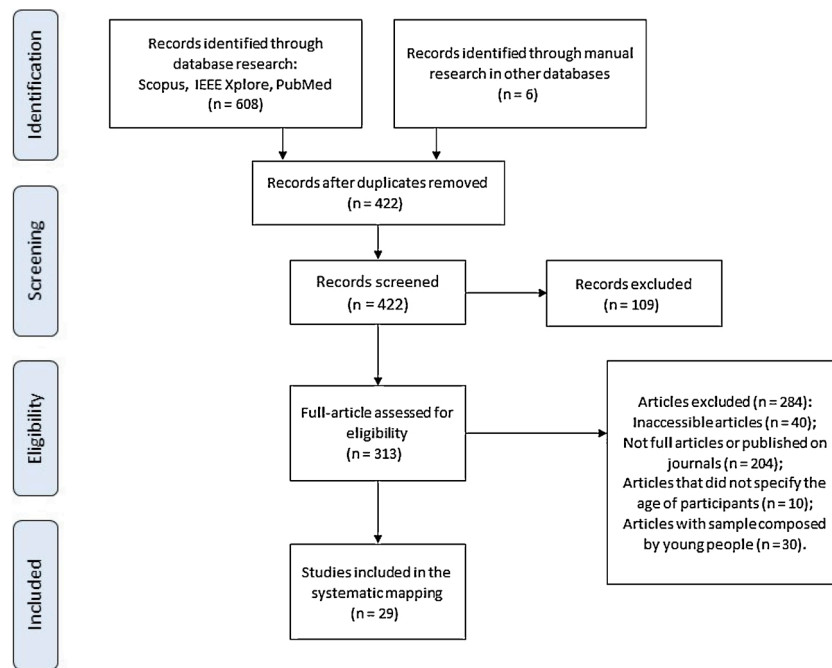 Identification
Records identified through
database research:
Scopus, IEEE Xplore, PubMed
(n = 608)
Records identified through manual
research in other databases
(n = 6)
Records after duplicates removed
(n = 422)
Screening
Records screened
(n = 422)
Records excluded
(n = 109)
Eligibility
Full-article assessed for
eligibility
(n = 313)
Articles excluded (n = 284):
Inaccessible articles (n = 40);
Not full articles or published on
journals (n = 204);
Articles that did not specify the
age of participants (n = 10);
Articles with sample composed
by young people (n = 30).
Included
Studies included in the
systematic mapping
(n = 29)